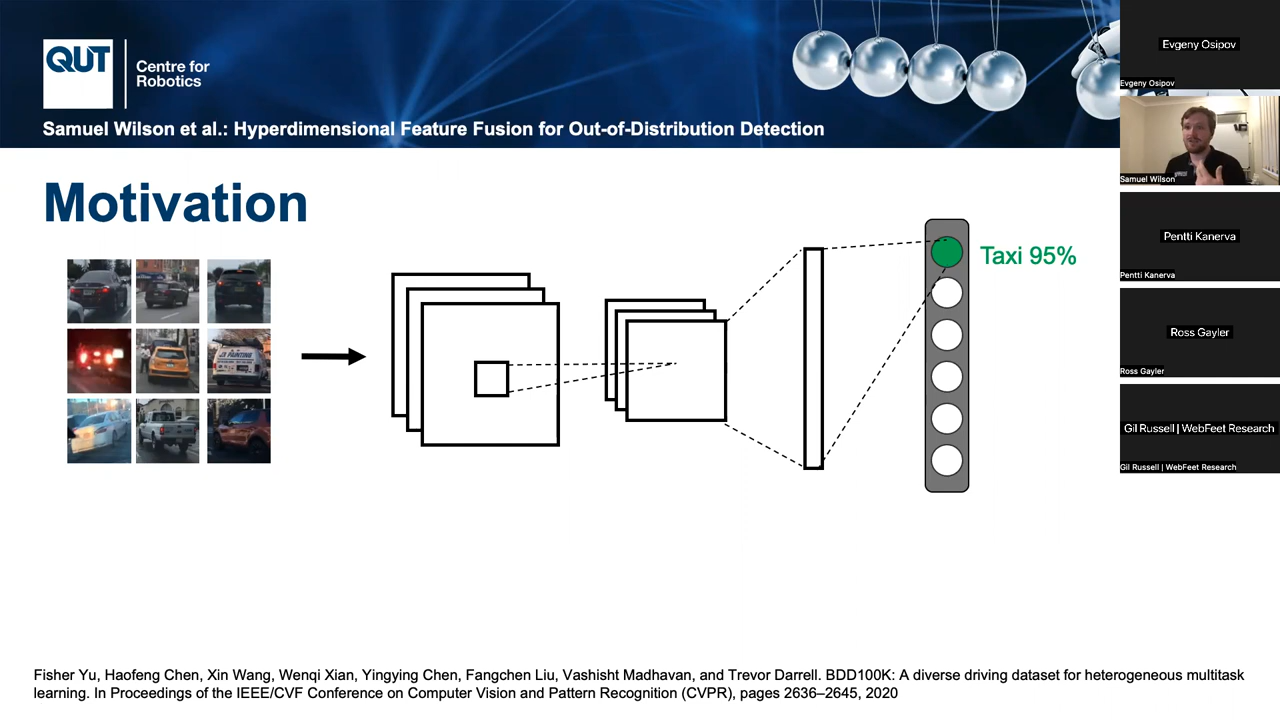 QUT
Centre for
Robotics
Samuel Wilson et al.: Hyperdimensional Feature Fusion for Out-of-Distribution Detection
Motivation
Taxi 95%
PAINTING
Fisher Yu, Haofeng Chen, Xin Wang, Wenqi Xian, Yingying Chen, Fangchen Liu, Vashisht Madhavan, and Trevor Darrell. BDD100K: A diverse driving dataset for heterogeneous multitask
learning. In Proceedings of the IEEE/CVF Conference on Computer Vision and Pattern Recognition (CVPR), pages 2636–2645, 2020
Evgeny Osipov
Evgeny Osipov
Samuel Wilson
Pentti Kanerva
Pentti Kanerva
Ross Gayler
Ross Gayler
Gil Russell | WebFeet Research
Gil Russell | WebFeet Research